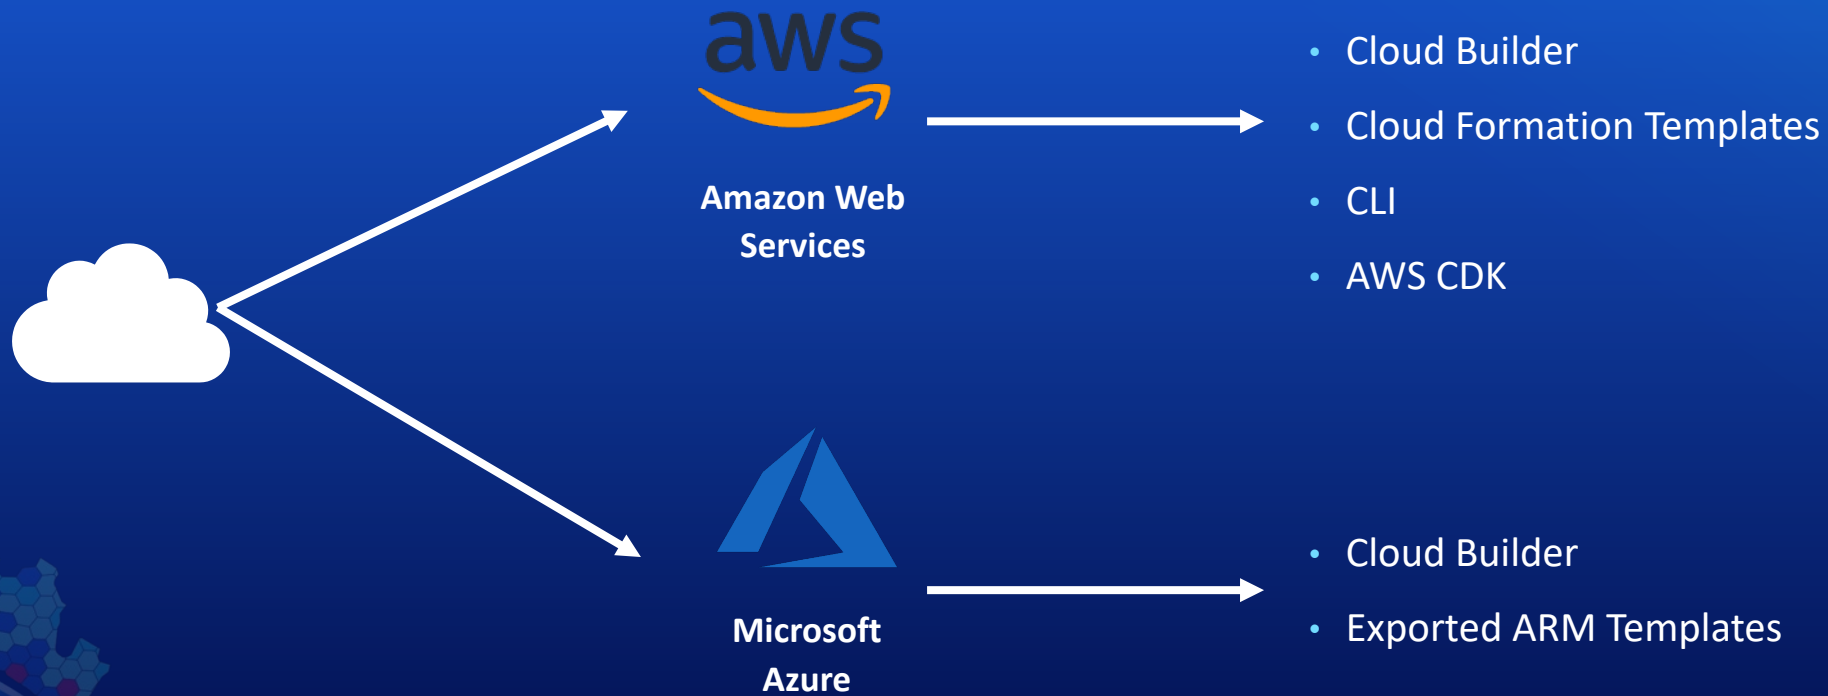 aws
Amazon Web
Services
• Cloud Builder
• Cloud Formation Templates
• CLI
• AWS CDK
Microsoft
Azure
• Cloud Builder
• Exported ARM Templates